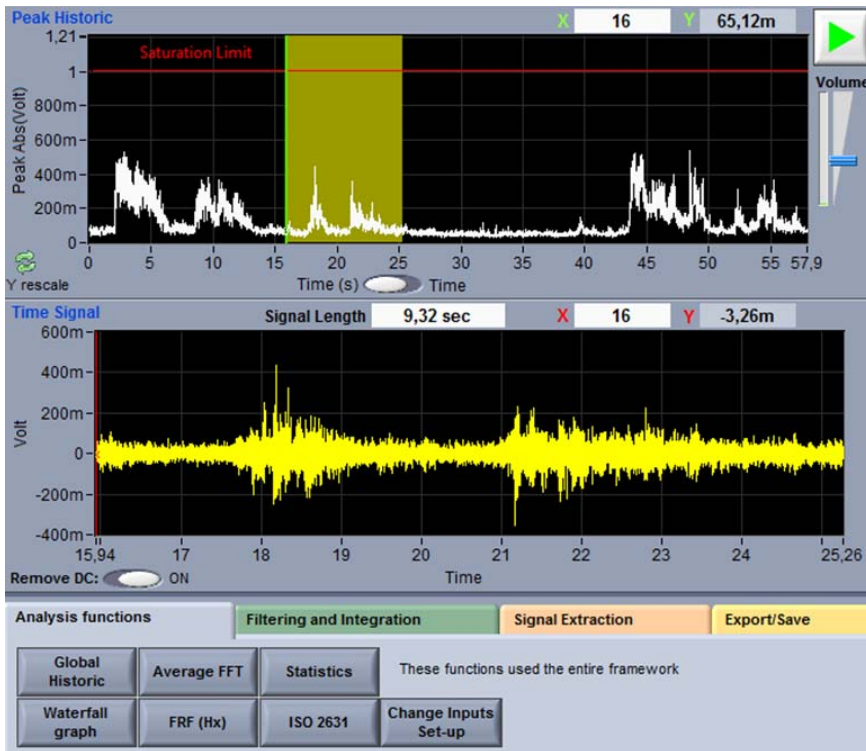 Peak Historic X 16 Y 65,12m
1,21
Saturation Limit
1
Volume
800m
600m
400m
200m
0
Peak Abs(Volt)
0 5 10 15 20 25 30 35 40 45 50 55 57,9
Y rescale Time (s) Time
Time Signal Signal Length 9,32 sec X 16 Y -3,26m
600m
400m
200m
0
-200m
-400m
Volt
15,94 17 18 19 20 21 22 23 24 25,26
Remove DC: ON Time
Analysis functions Filtering and Integration Signal Extraction Export/Save
Global Historic Average FFT Statistics These functions used the entire framework
Waterfall graph FRF (Hx) ISO 2631 Change Inputs Set-up